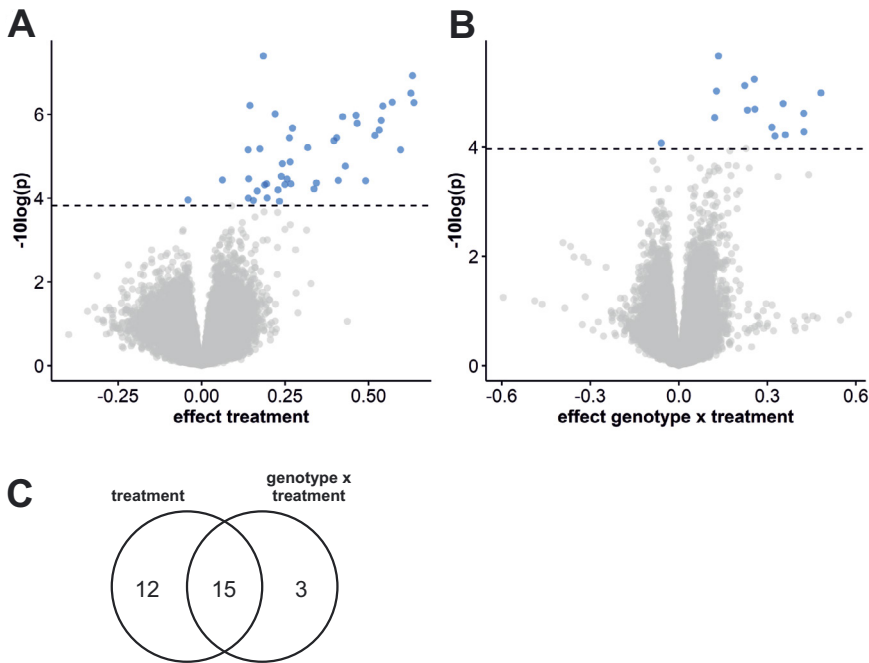 A
B
6
4
2
0
-10log(p)
-0.25
0.00
0.25
0.50
effect treatment
4
2
0
-10log(p)
-0.6
-0.3
0.0
0.3
0.6
effect genotype x treatment
C
treatment
genotype x
treatment
12
15
3